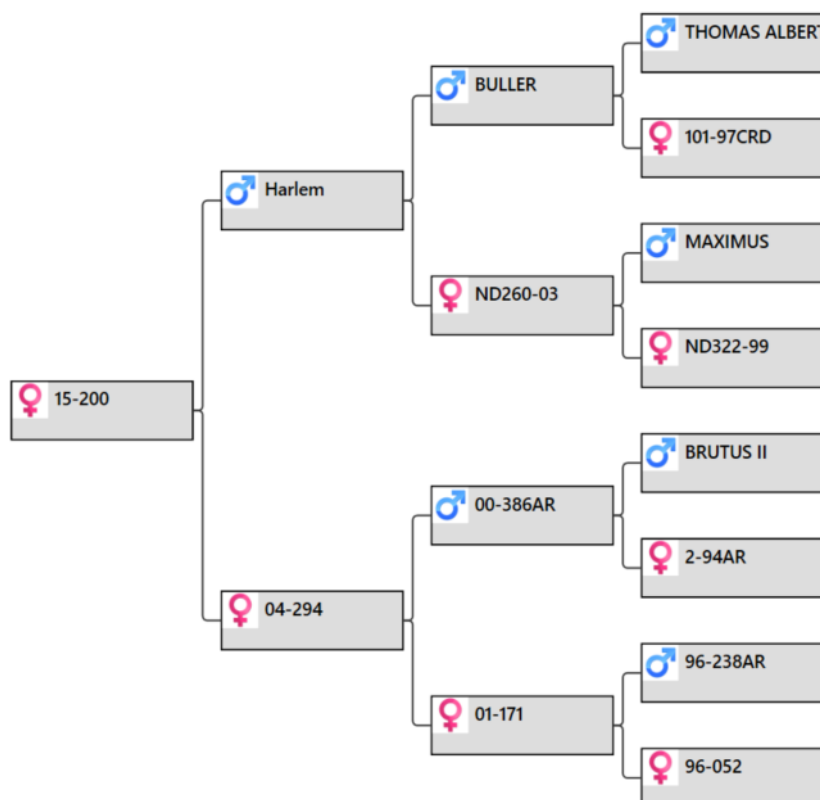 THOMAS ALBERT
BULLER
101-97CRD
Harlem
MAXIMUS
ND260-03
ND322-99
15-200
BRUTUS II
00-386AR
2-94AR
04-294
96-238AR
01-171
96-052